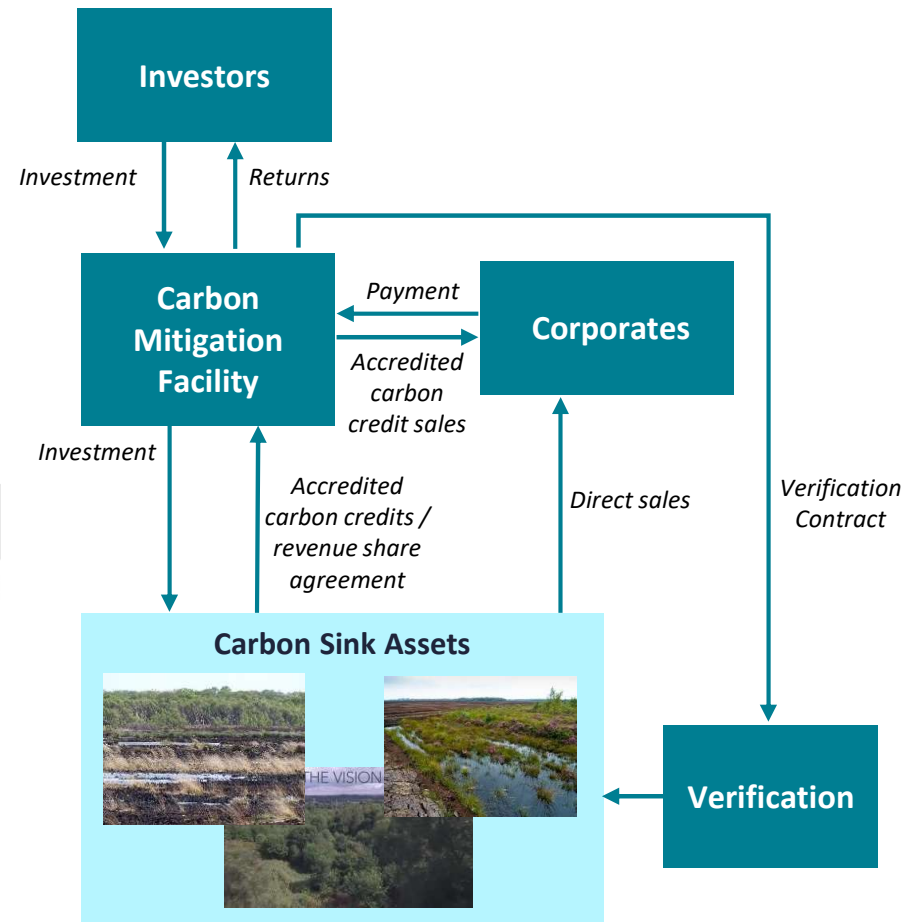 Investors
Investment
Returns
Carbon
Mitigation
Facility
Payment
Corporates
Accredited
carbon
credit sales
Investment
Accredited
carbon credits /
revenue share
agreement
Direct sales
Verification
Contract
Carbon Sink Assets
THE VISION
Verification